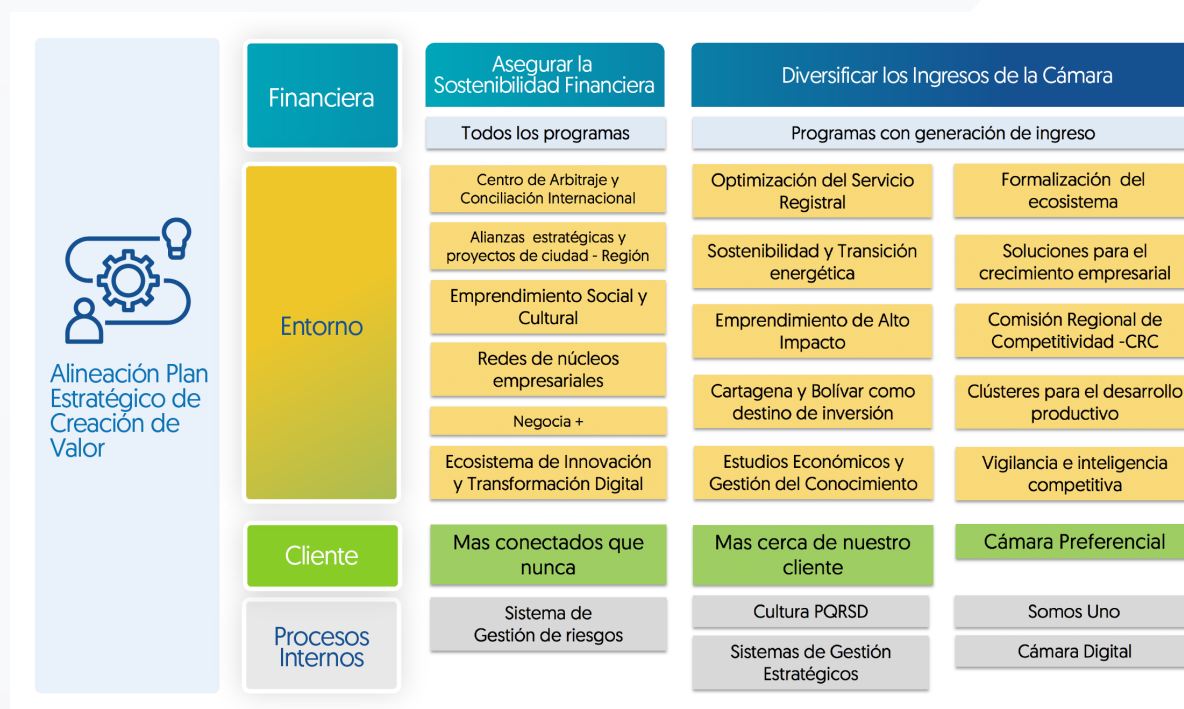 Alineación Plan
Estratégico de
Creación de
Valor
Financiera
Asegurar la
Sostenibilidad Financiera
Diversificar los Ingresos de la Cámara
Todos los programas
Programas con generación de ingreso
Entorno
Centro de Arbitraje y
Conciliación Internacional
Alianzas estratégicas y
proyectos de ciudad - Región
Emprendimiento Social y
Cultural
Redes de núcleos
empresariales
Negocia +
Ecosistema de Innovación
y Transformación Digital
Optimización del Servicio
Registral
Sostenibilidad y Transición
energética
Emprendimiento de Alto
Impacto
Cartagena y Bolívar como
destino de inversión
Estudios Económicos y
Gestión del Conocimiento
Formalización del
ecosistema
Soluciones para el
crecimiento empresarial
Comisión Regional de
Competitividad -CRC
Clústeres para el desarrollo
productivo
Vigilancia e inteligencia
competitiva
Cliente
Mas conectados que
nunca
Mas cerca de nuestro
cliente
Cámara Preferencial
Procesos
Internos
Sistema de
Gestión de riesgos
Cultura PQRSD
Sistemas de Gestión
Estratégicos
Somos Uno
Cámara Digital